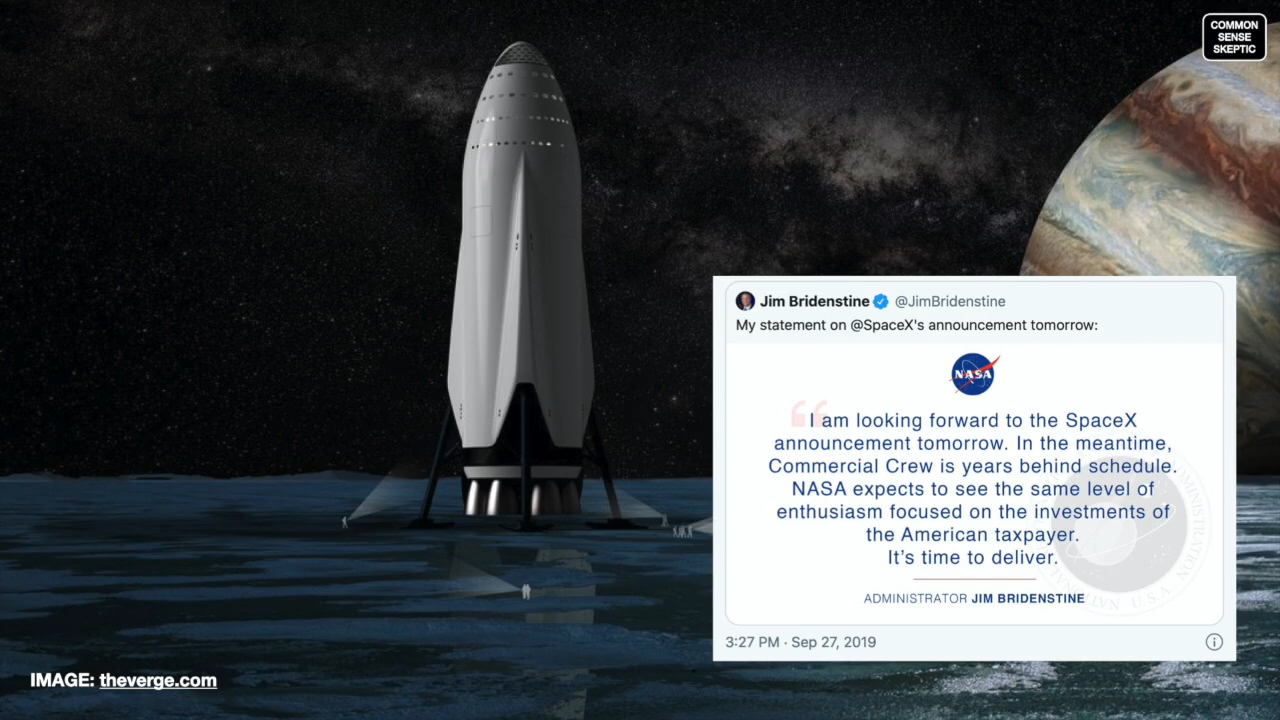 COMMON
SENSE
SKEPTIC
Jim Bridenstine @JimBridenstine
My statement on @SpaceX's announcement tomorrow:
NASA
“I am looking forward to the SpaceX
announcement tomorrow. In the meantime,
Commercial Crew is years behind schedule.
NASA expects to see the same level of
enthusiasm focused on the investments of
the American taxpayer.
It’s time to deliver.
ADMINISTRATOR JIM BRIDENSTINE
3:27 PM · Sep 27, 2019
IMAGE: theverge.com